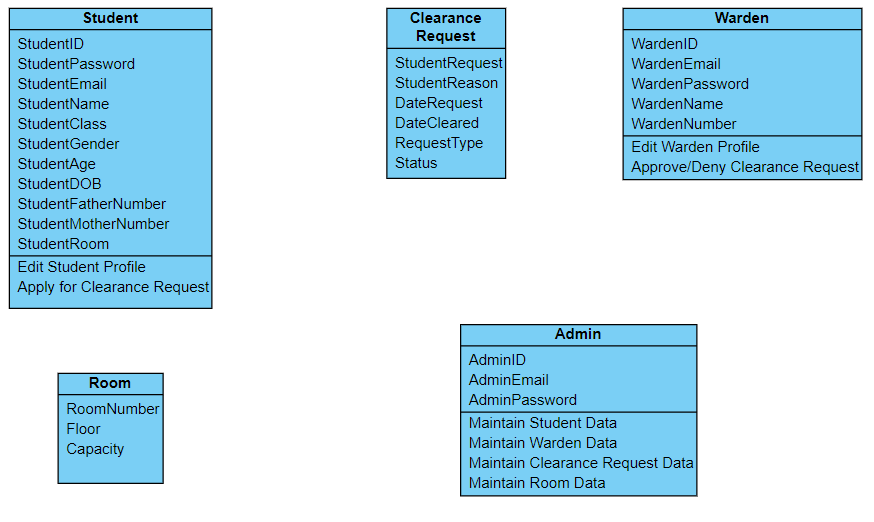 Student
StudentID
StudentPassword
StudentEmail
StudentName
StudentClass
StudentGender
StudentAge
StudentDOB
StudentFatherNumber
StudentMotherNumber
StudentRoom
Edit Student Profile
Apply for Clearance Request
Clearance
Request
StudentRequest
StudentReason
DateRequest
DateCleared
RequestType
Status
Warden
WardenID
WardenEmail
WardenPassword
WardenName
WardenNumber
Edit Warden Profile
Approve/Deny Clearance Request
Room
RoomNumber
Floor
Capacity
Admin
AdminID
AdminEmail
AdminPassword
Maintain Student Data
Maintain Warden Data
Maintain Clearance Request Data
Maintain Room Data